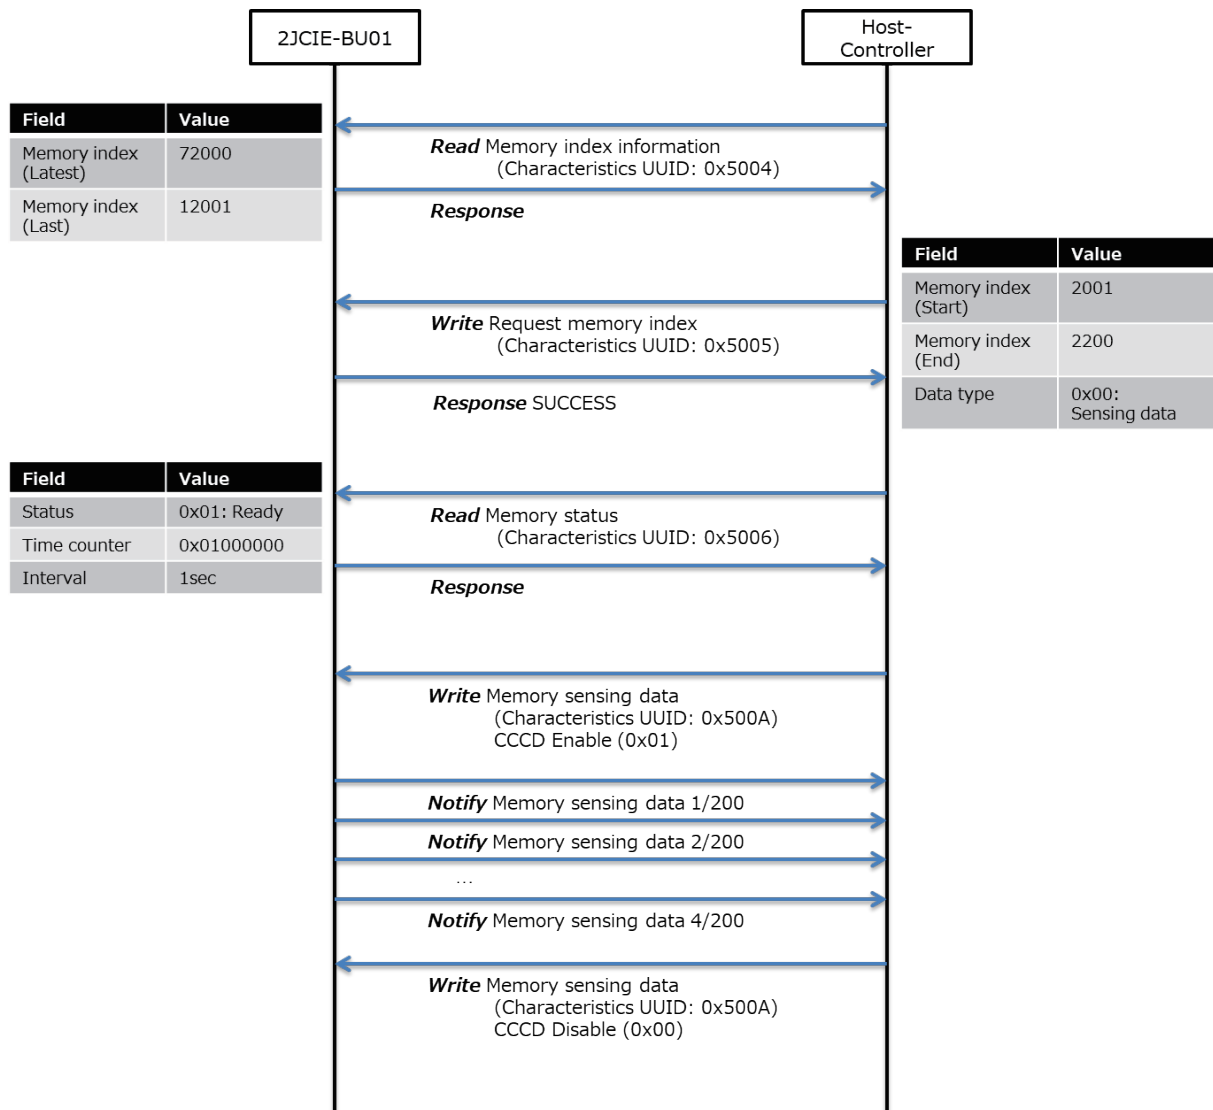 2JCIE-BU01
Host-
Controller
Field Value
Memory index 72000
(Latest)
Memory index 12001
(Last)
Read Memory index information
(Characteristics UUID: 0x5004)
Response
Field Value
Memory index 2001
(Start)
Memory index 2200
(End)
Data type 0x00:
Sensing data
Write Request memory index
(Characteristics UUID: 0x5005)
Response SUCCESS
Field Value
Status 0x01: Ready
Time counter 0x01000000
Interval 1sec
Read Memory status
(Characteristics UUID: 0x5006)
Response
Write Memory sensing data
(Characteristics UUID: 0x500A)
CCCD Enable (0x01)
Notify Memory sensing data 1/200
Notify Memory sensing data 2/200
...
Notify Memory sensing data 4/200
Write Memory sensing data
(Characteristics UUID: 0x500A)
CCCD Disable (0x00)